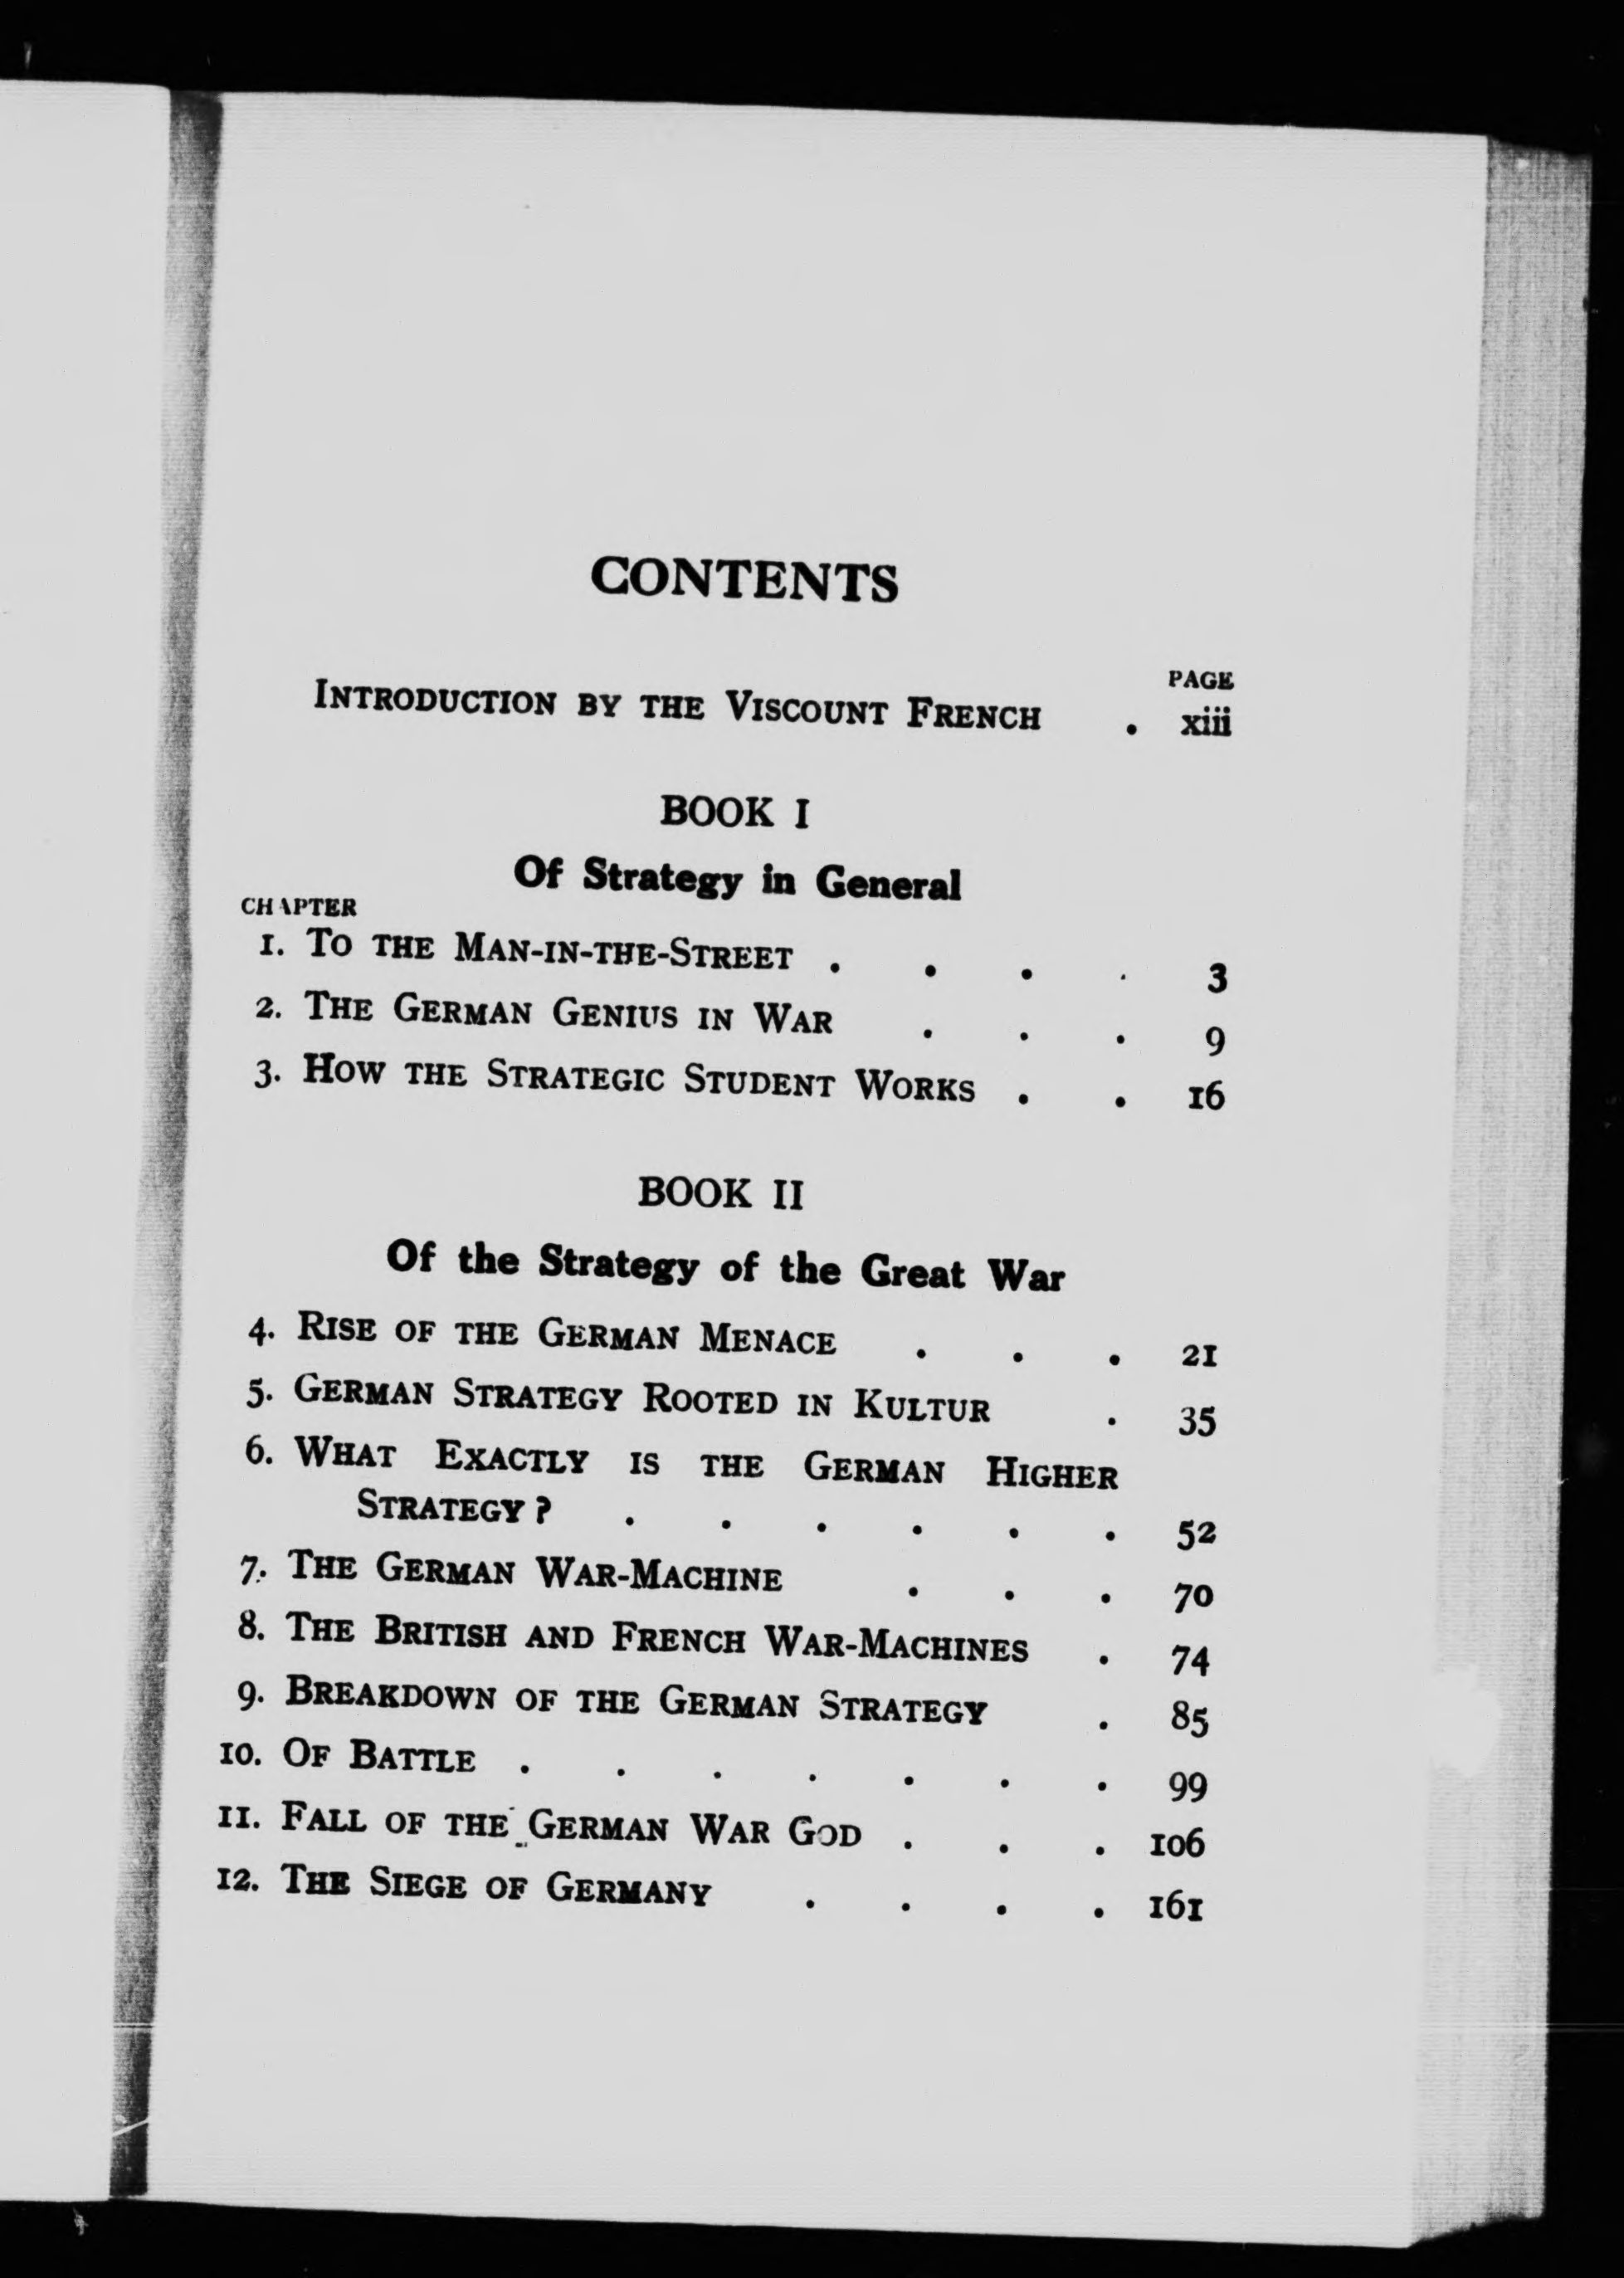 CONTENTS
PAGE
INTRODUCTION BY THE VISCOUNT FRENCH . xiii
BOOK I
Of Strategy in General
CHAPTER
1. TO THE MAN-IN-THE-STREET . . . . 3
2. THE GERMAN GENIUS IN WAR . . . 9
3. HOW THE STRATEGIC STUDENT WORKS . . 16
BOOK II
Of the Strategy of the Great War
4. RISE OF THE GERMAN MENACE . . . 21
5. GERMAN STRATEGY ROOTED IN KULTUR . 35
6. WHAT EXACTLY IS THE GERMAN HIGHER
STRATEGY? . . . . . . 52
7. THE GERMAN WAR-MACHINE . . . 70
8. THE BRITISH AND FRENCH WAR-MACHINES . 74
9. BREAKDOWN OF THE GERMAN STRATEGY . 85
10. OF BATTLE . . . . . . . 99
11. FALL OF THE GERMAN WAR GOD . . . 106
12. THE SIEGE OF GERMANY . . . . 161